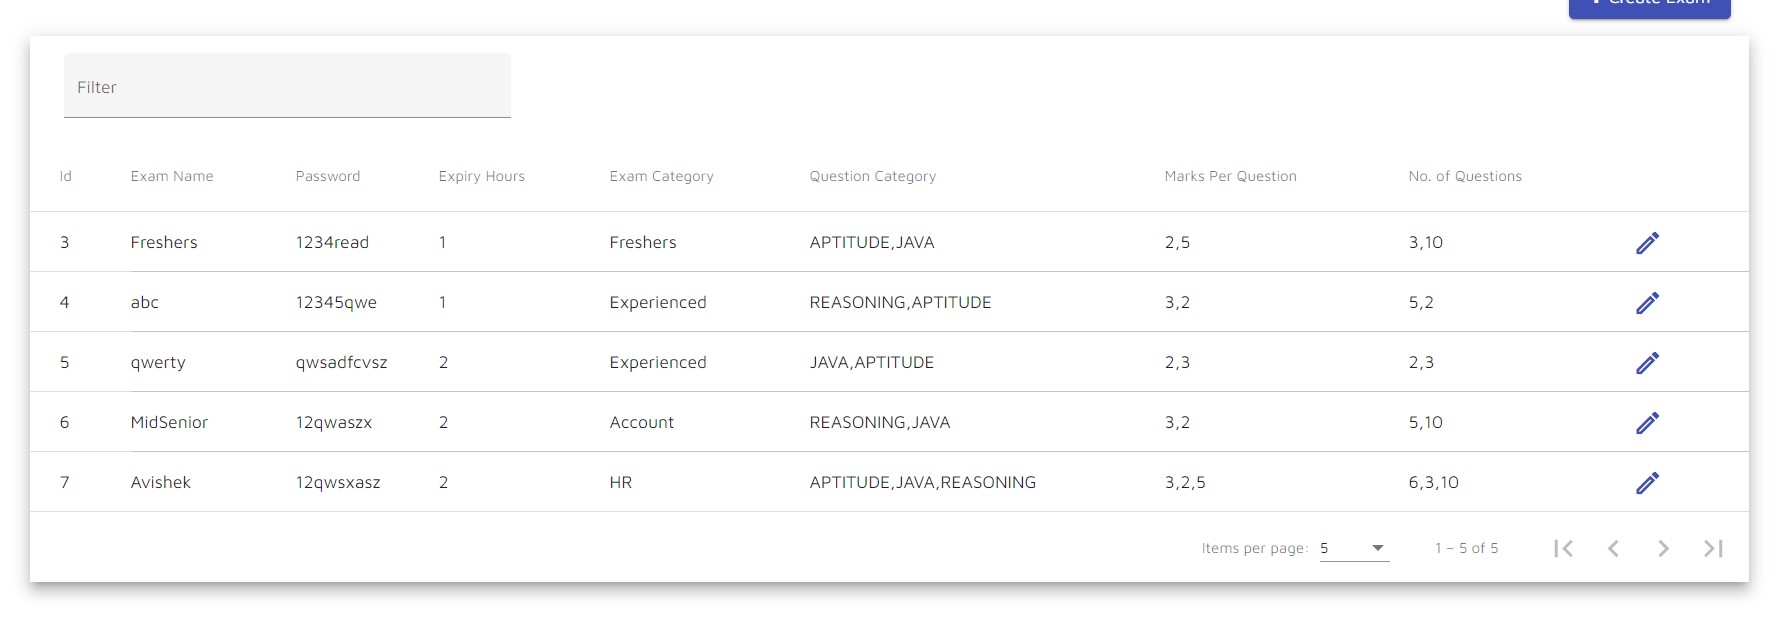 Create Exam
Filter
Id Exam Name Password Expiry Hours Exam Category Question Category Marks Per Question No. of Questions
3 Freshers 1234read 1 Freshers APTITUDE,JAVA 2,5 3,10
4 abc 12345qwe 1 Experienced REASONING,APTITUDE 3,2 5,2
5 qwerty qwsadfcvsz 2 Experienced JAVA,APTITUDE 2,3 2,3
6 MidSenior 12qwaszx 2 Account REASONING,JAVA 3,2 5,10
7 Avishek 12qwsxasz 2 HR APTITUDE,JAVA,REASONING 3,2,5 6,3,10
Items per page: 5 1 – 5 of 5